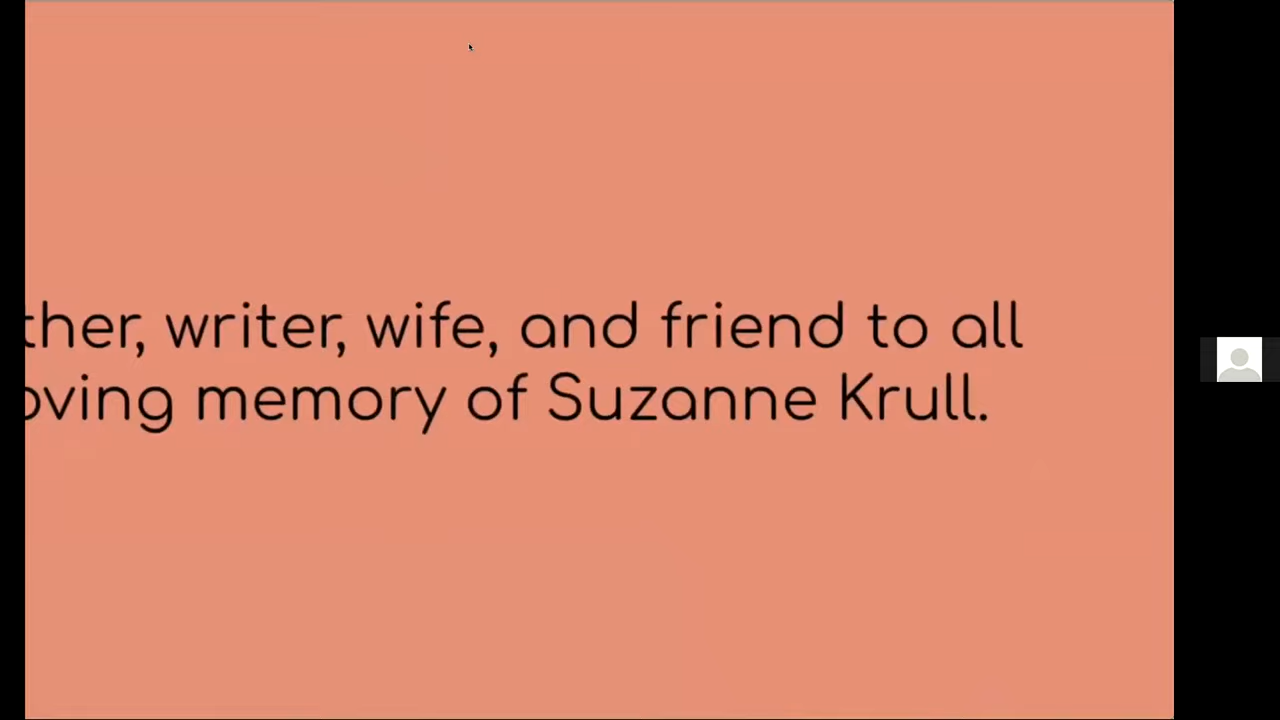 ther, writer, wife, and friend to all
oving memory of Suzanne Krull.